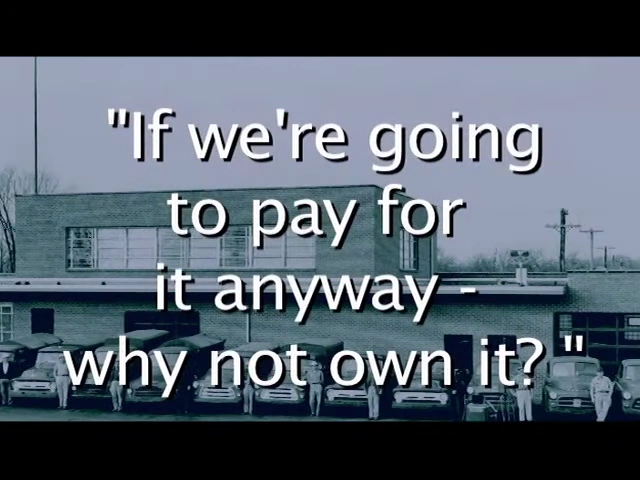 "If we're going
to pay for
it anyway -
why not own it? "